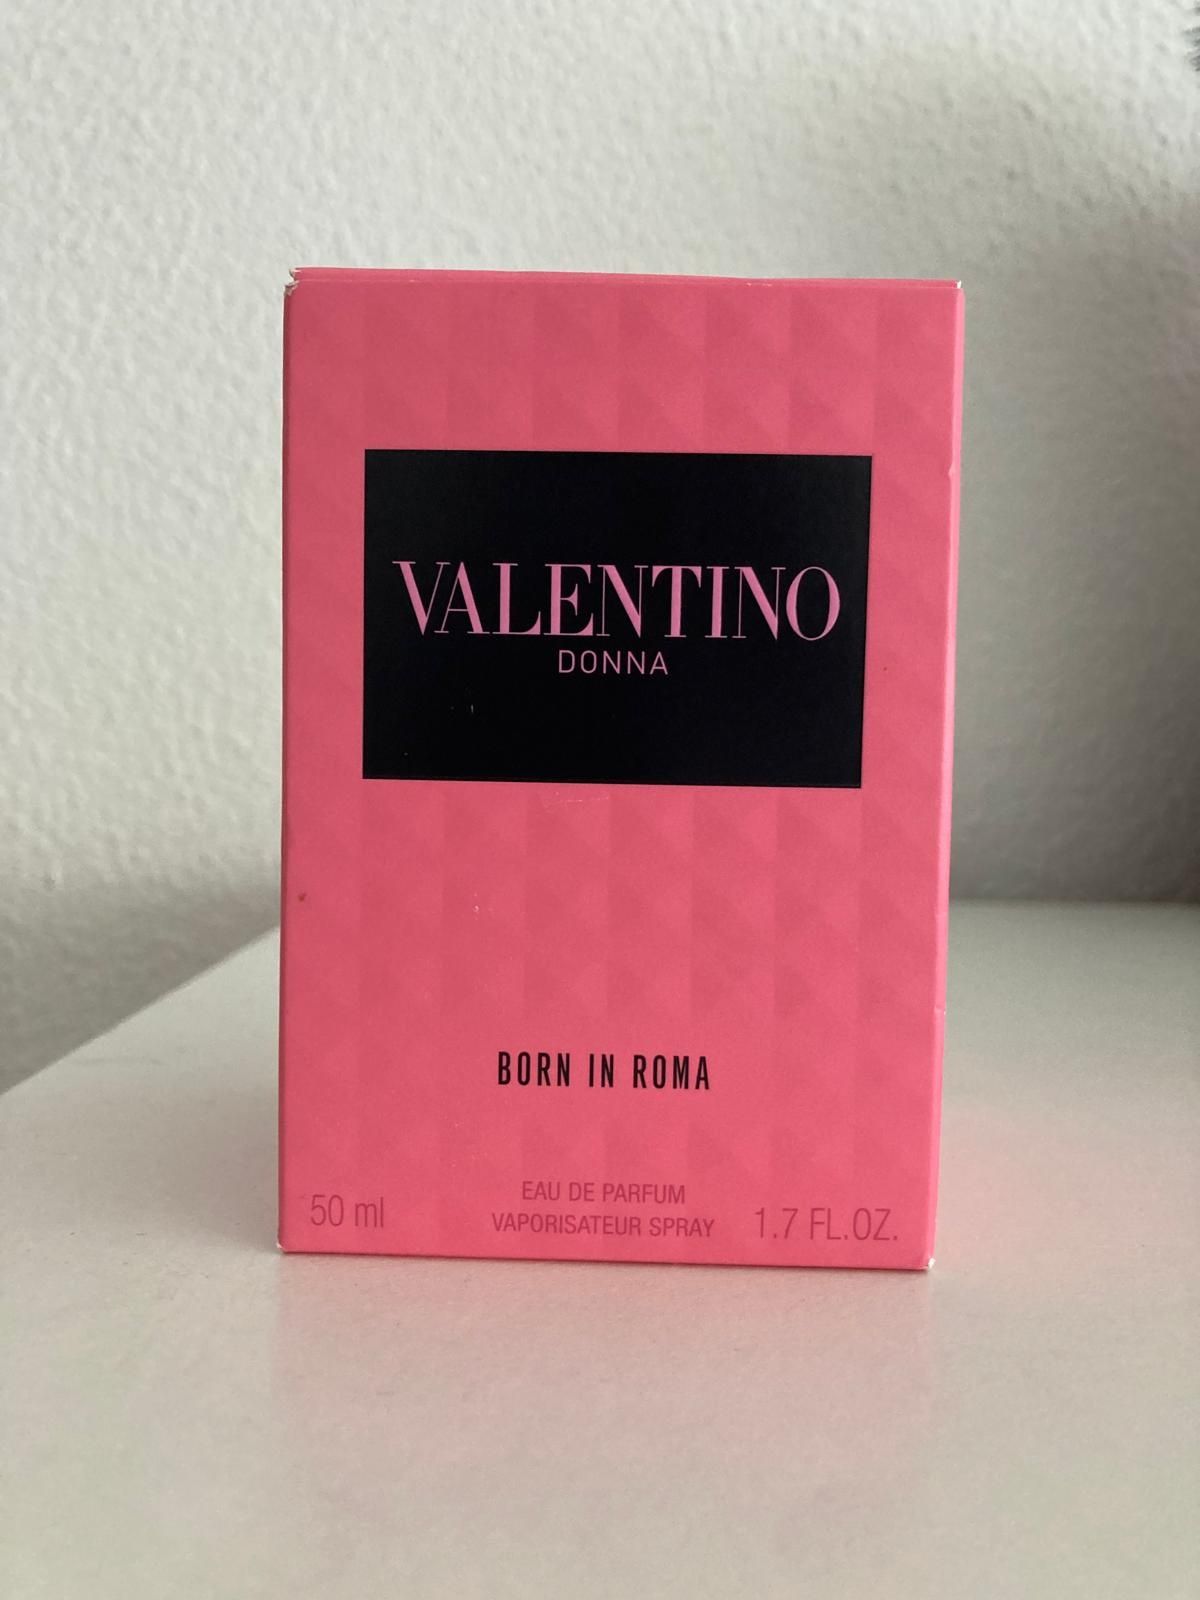 VALENTINO
DONNA
BORN IN ROMA
EAU DE PARFUM
50 ml VAPORISATEUR SPRAY 1.7 FL.OZ.